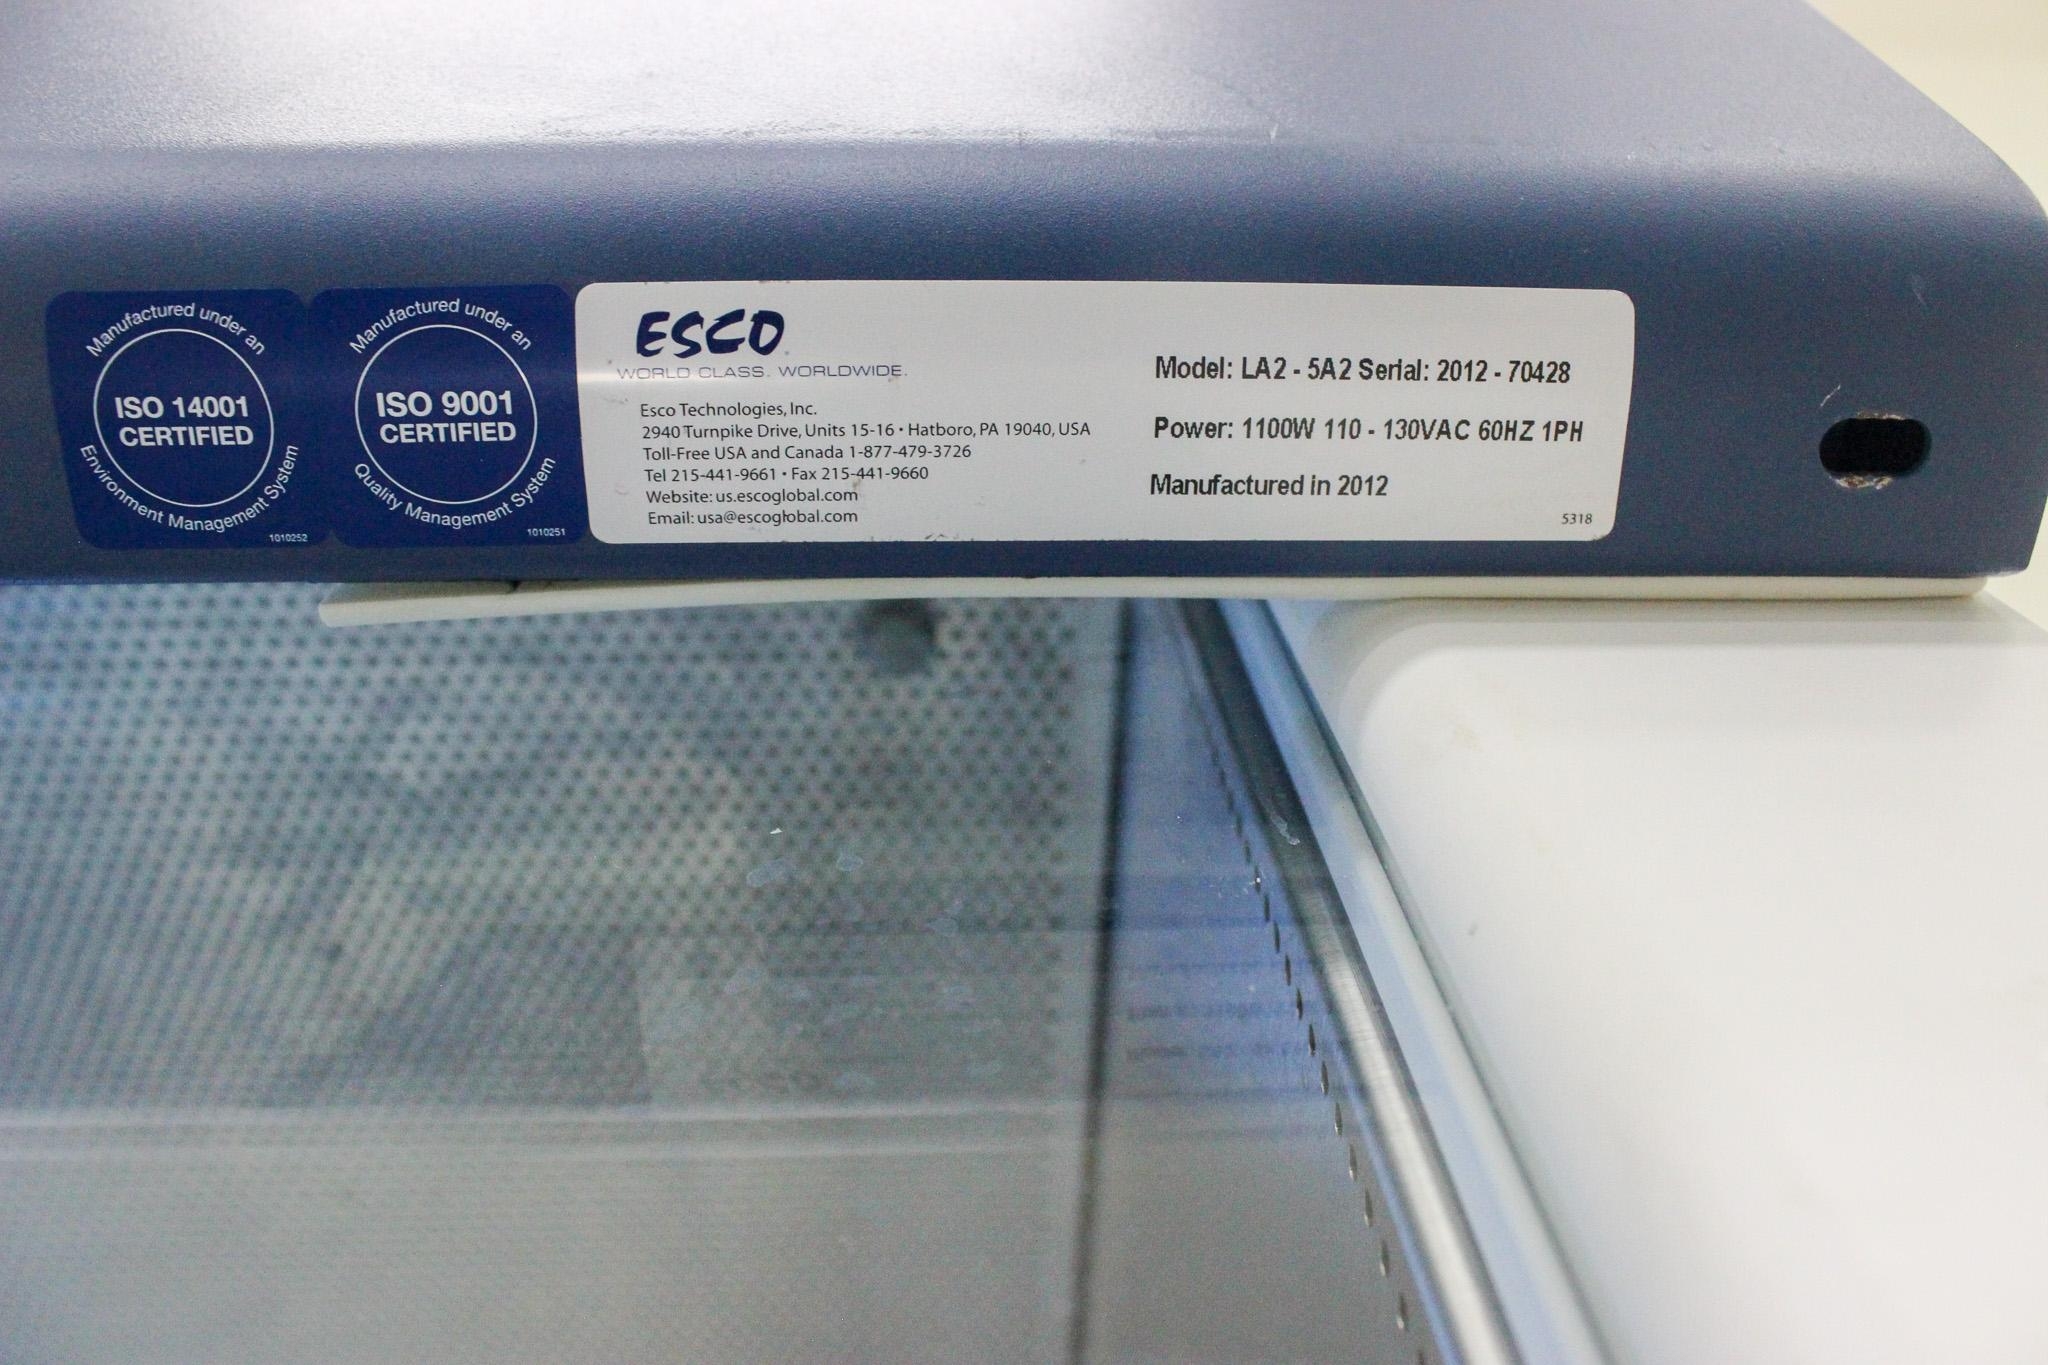 Manufactured under an
ISO 14001
CERTIFIED
Environment Management System
1010252
Manufactured under an
ISO 9001
CERTIFIED
Quality Management System
1010251
ESCO
WORLD CLASS. WORLDWIDE.
Esco Technologies, Inc.
2940 Turnpike Drive, Units 15-16 • Hatboro, PA 19040, USA
Toll-Free USA and Canada 1-877-479-3726
Tel 215-441-9661 • Fax 215-441-9660
Website: us.escoglobal.com
Email: usa@escoglobal.com
Model: LA2 - 5A2 Serial: 2012 - 70428
Power: 1100W 110 - 130VAC 60HZ 1PH
Manufactured in 2012
5318